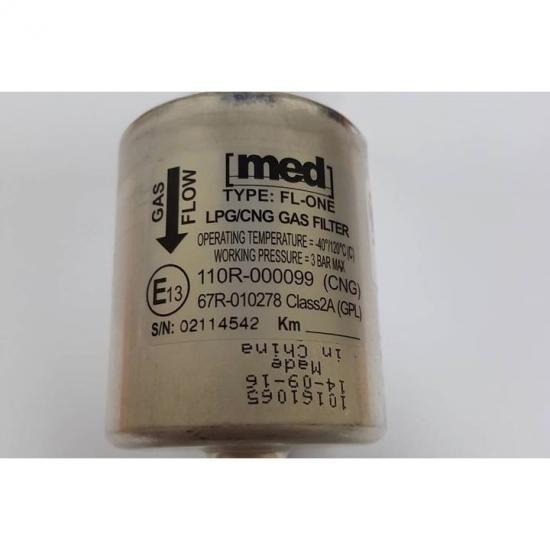 [med]
TYPE: FL-ONE
LPG/CNG GAS FILTER
OPERATING TEMPERATURE = -40°/120°C (C)
WORKING PRESSURE = 3 BAR MAX
GAS
FLOW
E13
110R-000099 (CNG)
67R-010278 Class2A (GPL)
S/N: 02114542 Km
10161065
14-09-16
Made
in China